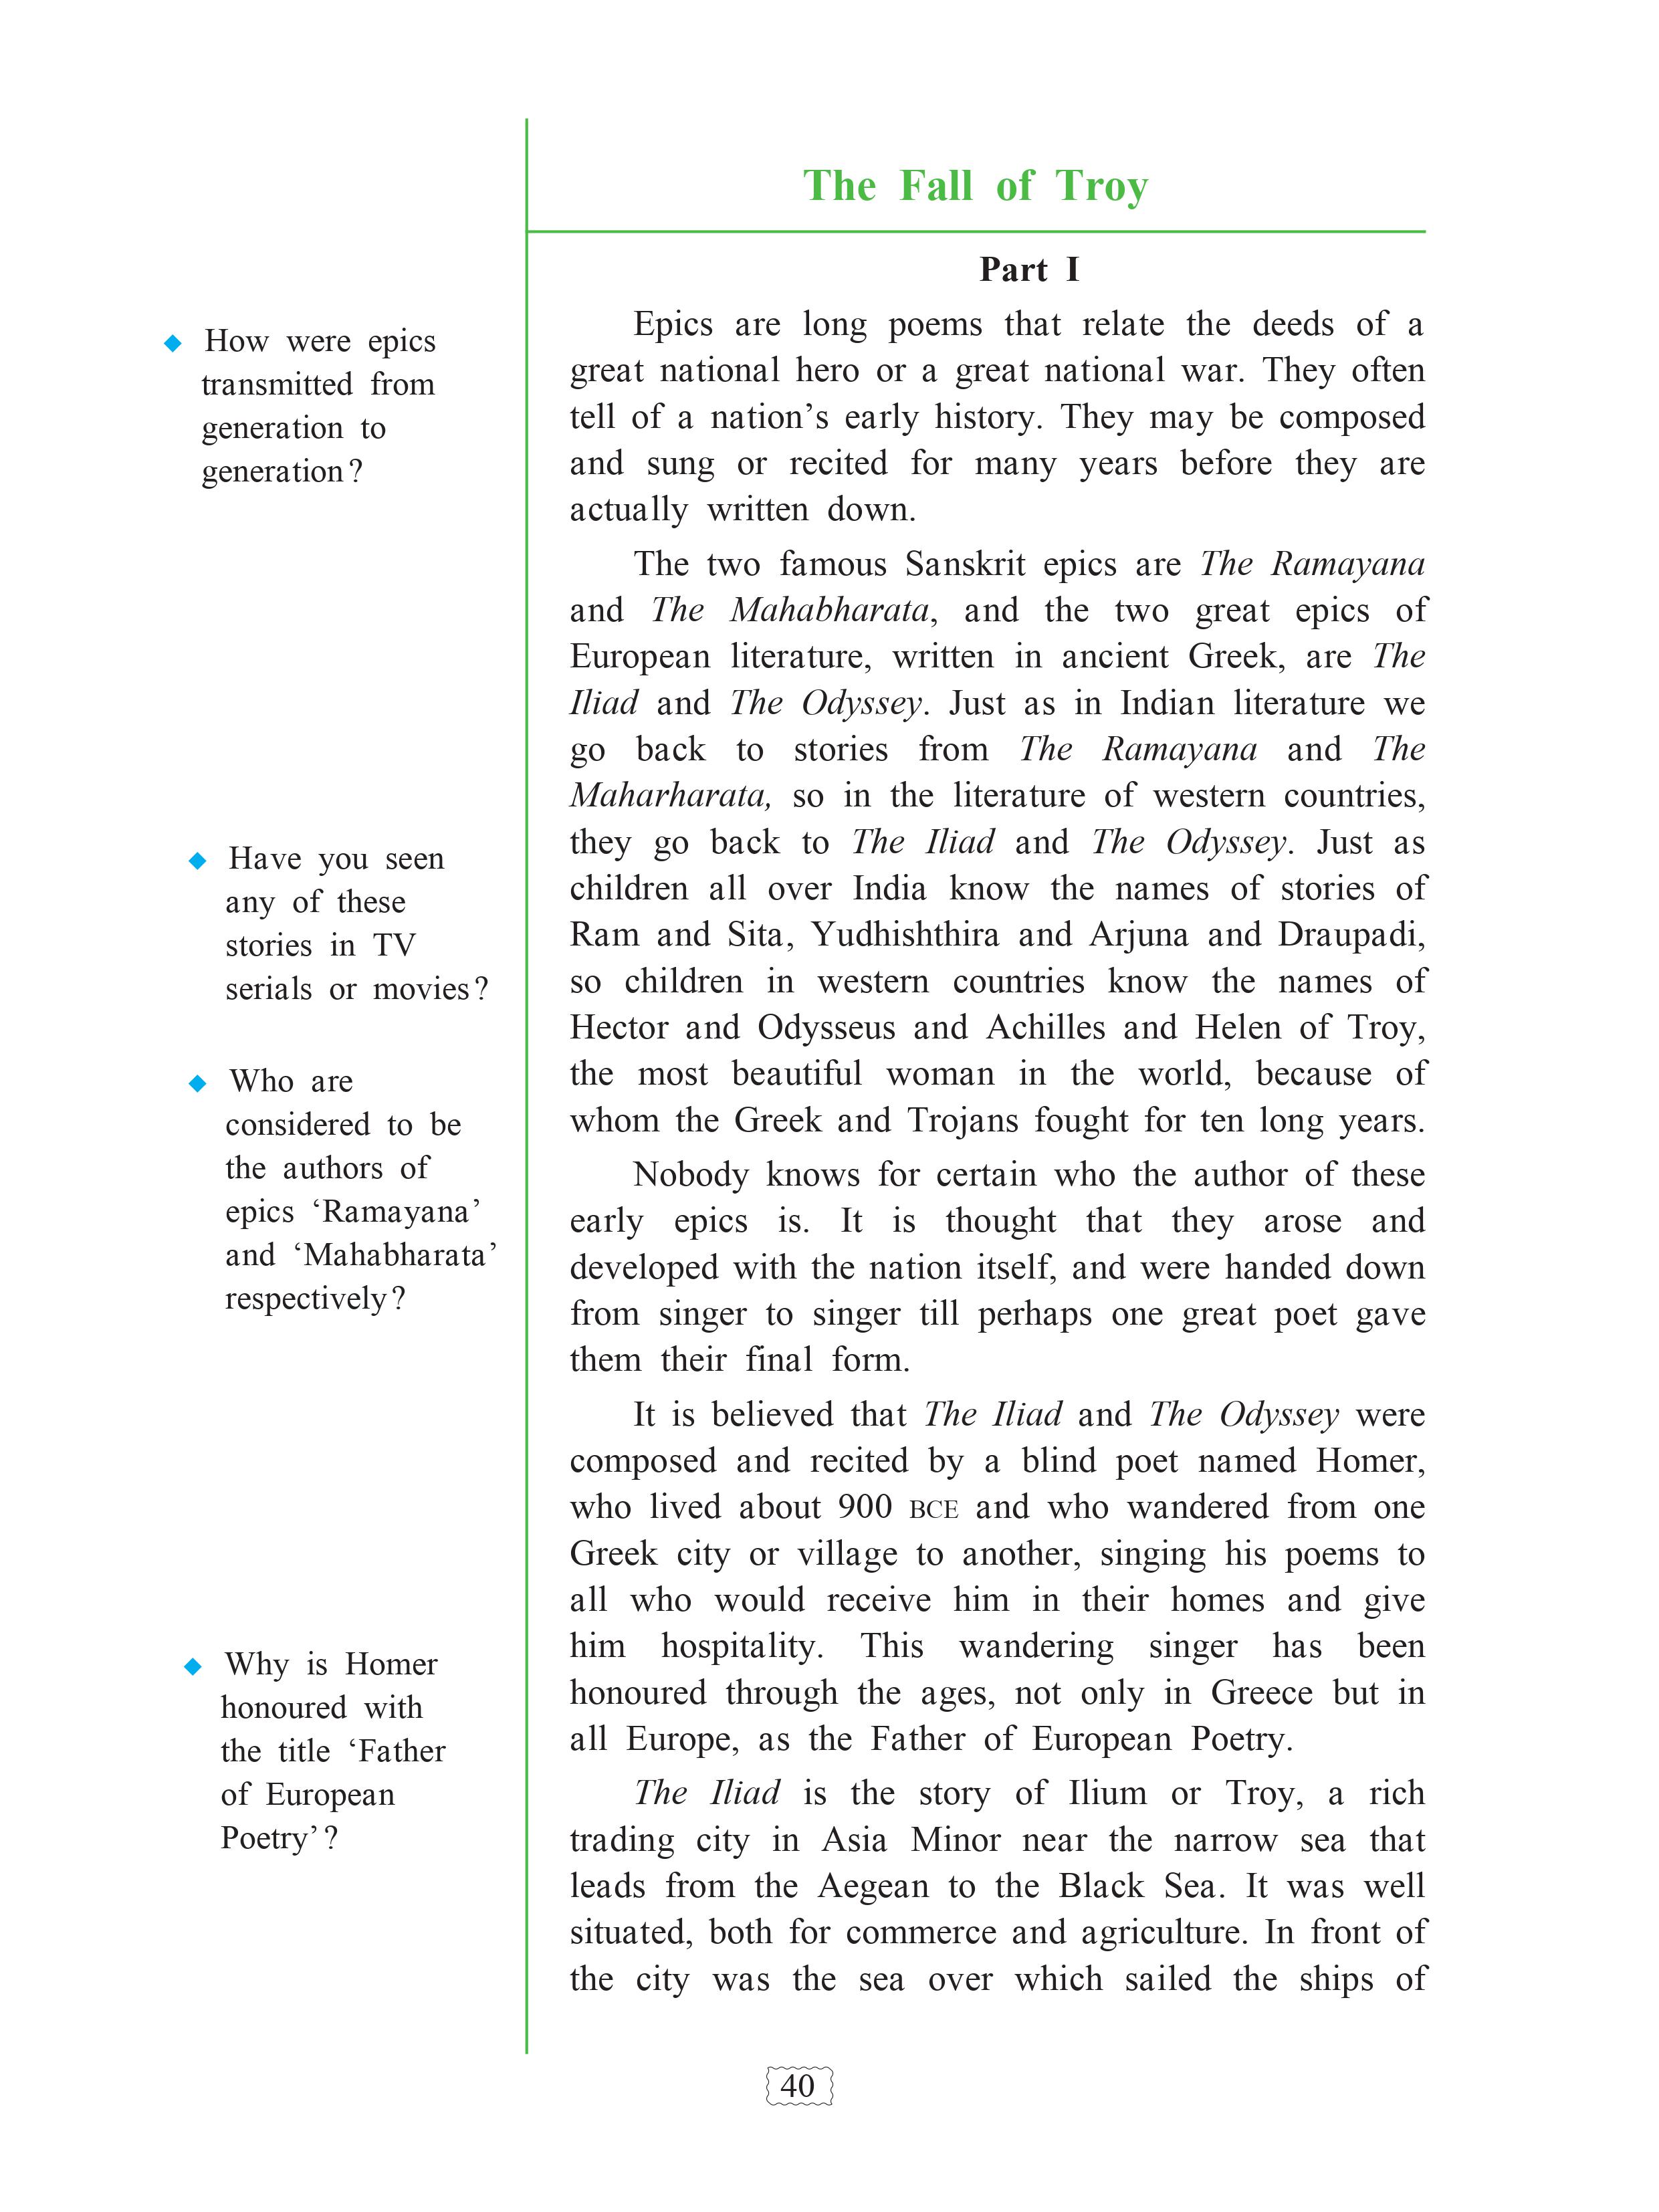 The Fall of Troy
Part I
Epics are long poems that relate the deeds of a
great national hero or a great national war. They often
tell of a nation’s early history. They may be composed
and sung or recited for many years before they are
actually written down.
The two famous Sanskrit epics are The Ramayana
and The Mahabharata, and the two great epics of
European literature, written in ancient Greek, are The
Iliad and The Odyssey. Just as in Indian literature we
go back to stories from The Ramayana and The
Maharharata, so in the literature of western countries,
they go back to The Iliad and The Odyssey. Just as
children all over India know the names of stories of
Ram and Sita, Yudhishthira and Arjuna and Draupadi,
so children in western countries know the names of
Hector and Odysseus and Achilles and Helen of Troy,
the most beautiful woman in the world, because of
whom the Greek and Trojans fought for ten long years.
Nobody knows for certain who the author of these
early epics is. It is thought that they arose and
developed with the nation itself, and were handed down
from singer to singer till perhaps one great poet gave
them their final form.
It is believed that The Iliad and The Odyssey were
composed and recited by a blind poet named Homer,
who lived about 900 BCE and who wandered from one
Greek city or village to another, singing his poems to
all who would receive him in their homes and give
him hospitality. This wandering singer has been
honoured through the ages, not only in Greece but in
all Europe, as the Father of European Poetry.
The Iliad is the story of Ilium or Troy, a rich
trading city in Asia Minor near the narrow sea that
leads from the Aegean to the Black Sea. It was well
situated, both for commerce and agriculture. In front of
the city was the sea over which sailed the ships of
◆ How were epics
transmitted from
generation to
generation?
◆ Have you seen
any of these
stories in TV
serials or movies?
◆ Who are
considered to be
the authors of
epics ‘Ramayana’
and ‘Mahabharata’
respectively?
◆ Why is Homer
honoured with
the title ‘Father
of European
Poetry’?
40